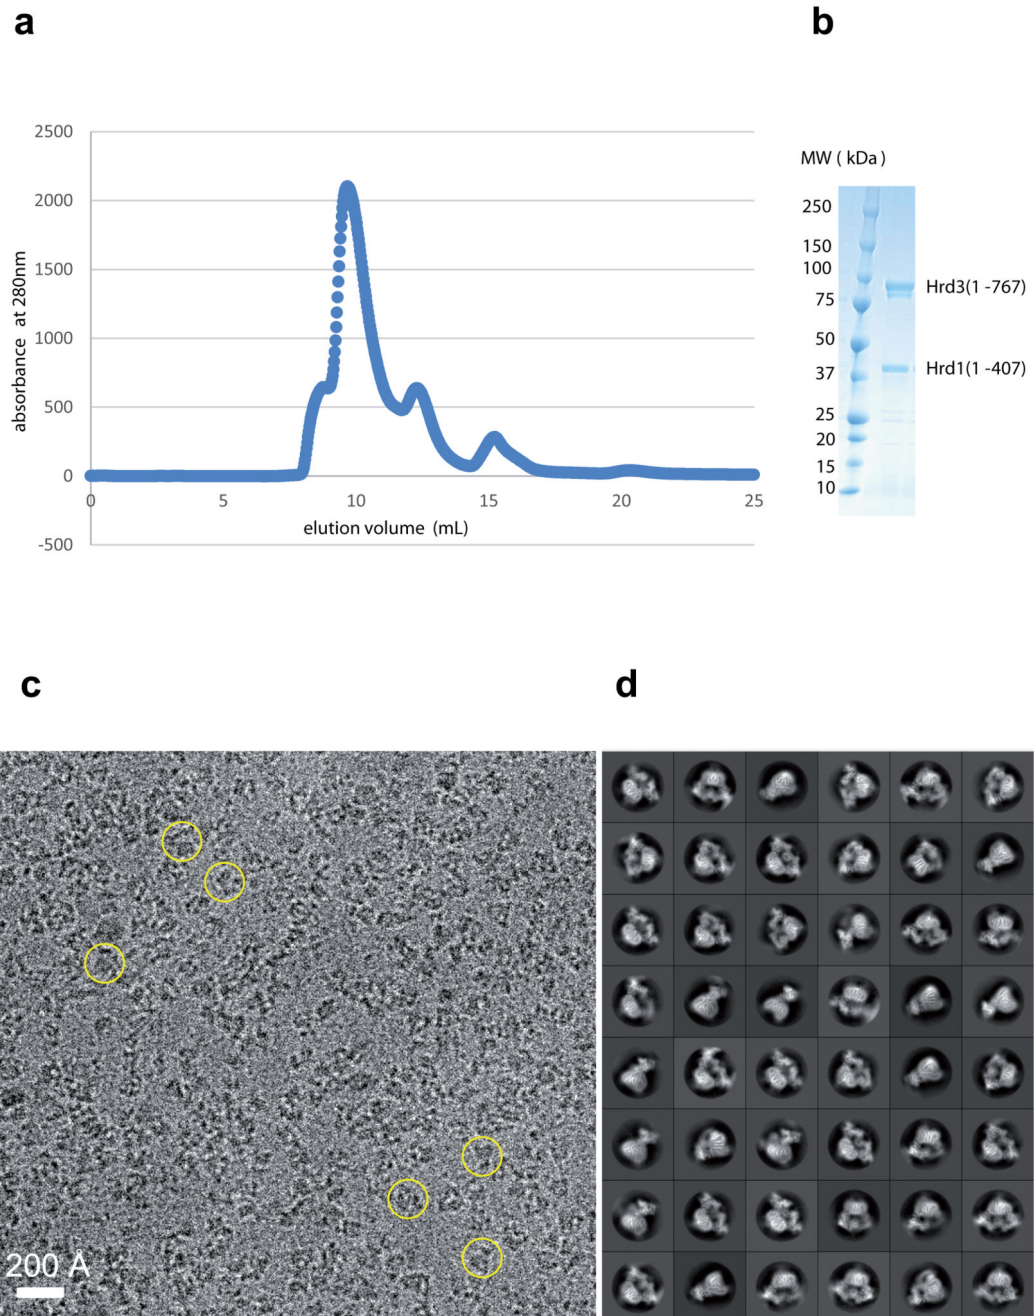 a
b
2500
2000
1500
1000
500
0
-500
absorbance at 280nm
0 5 10 15 20 25
elution volume (mL)
MW ( kDa )
250
150
100
75
50
37
25
20
15
10
Hrd3(1 -767)
Hrd1(1 -407)
c
d
200 Å